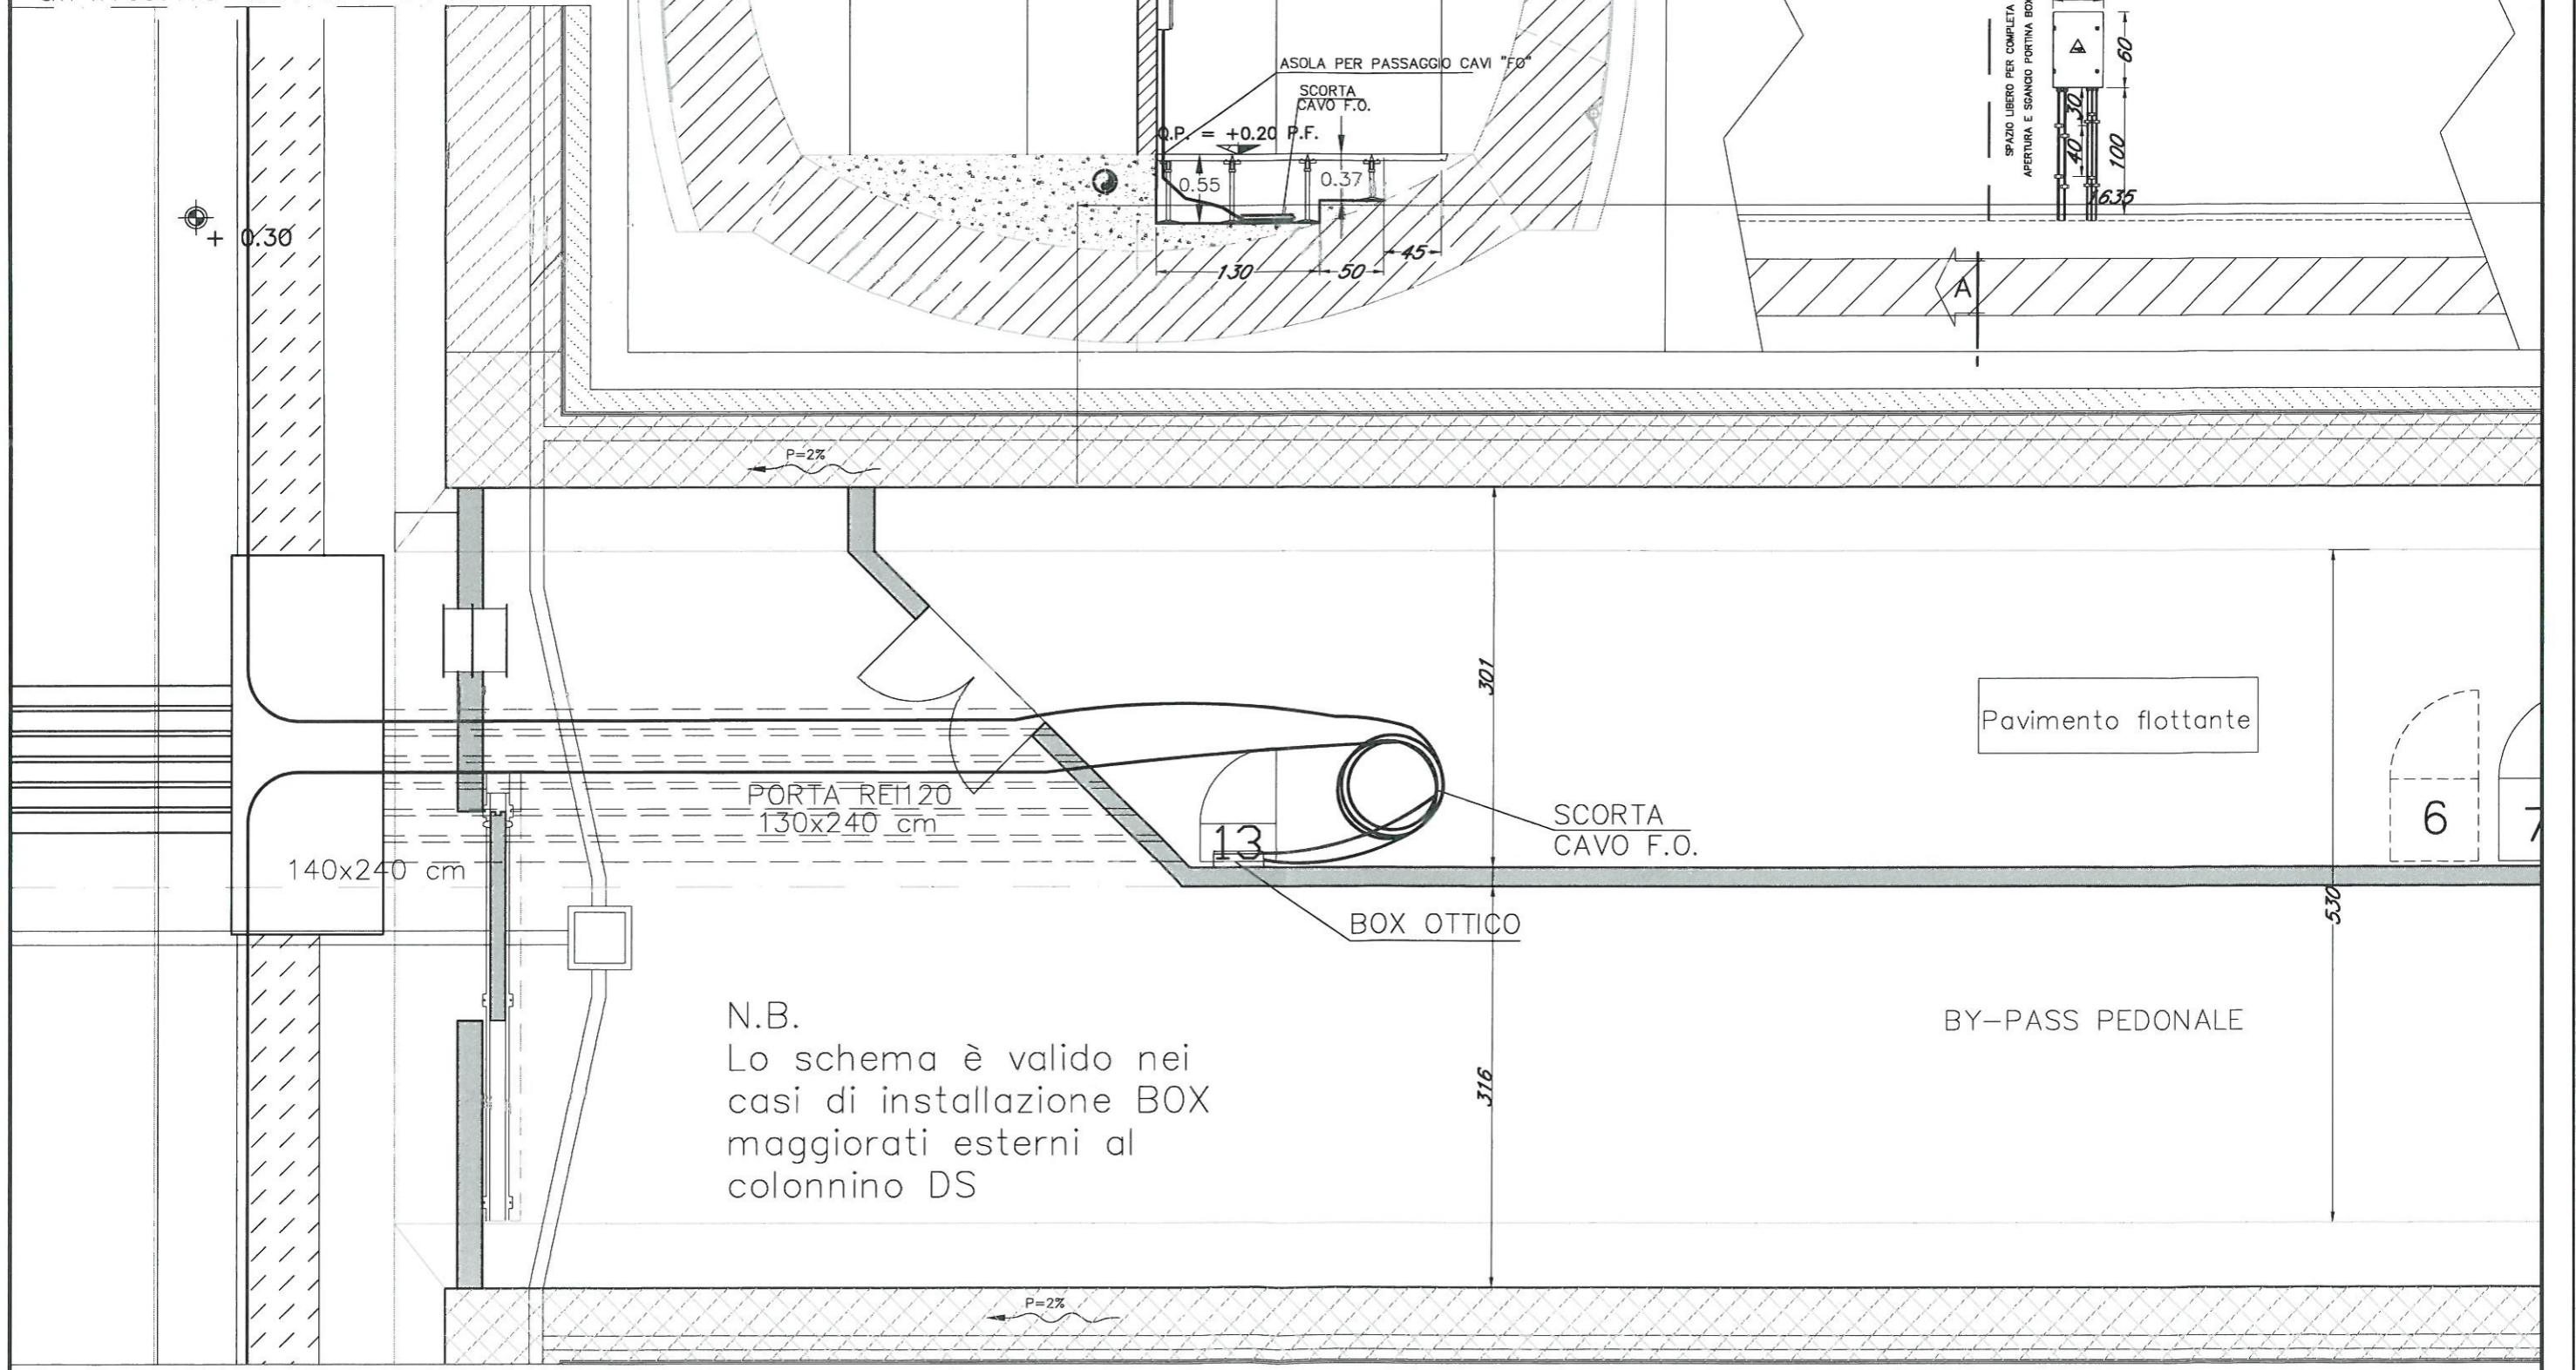 ASOLA PER PASSAGGIO CAVI "FO"
SCORTA
CAVO F.O.
Q.P. = +0.20 P.F.
0.55
0.37
130
50
45
SPAZIO LIBERO PER COMPLETA
APERTURA E SGANCIO PORTINA BOX
60
30
40
100
1635
A
+ 0.30
P=2%
301
Pavimento flottante
6
7
PORTA REI120
130x240 cm
140x240 cm
13
SCORTA
CAVO F.O.
BOX OTTICO
530
316
BY-PASS PEDONALE
N.B.
Lo schema è valido nei
casi di installazione BOX
maggiorati esterni al
colonnino DS
P=2%